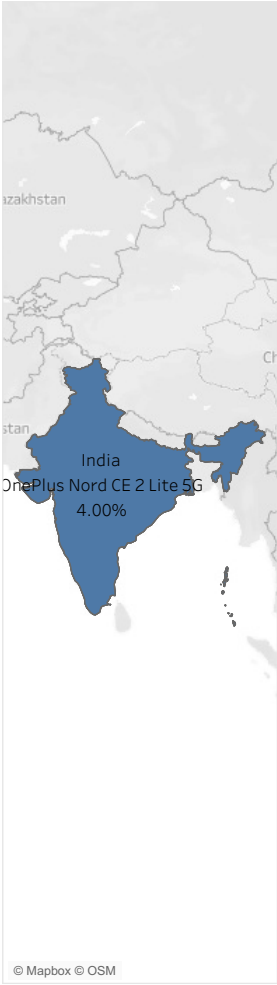 azakhstan
Ch
stan
India
OnePlus Nord CE 2 Lite 5G
4.00%
© Mapbox © OSM